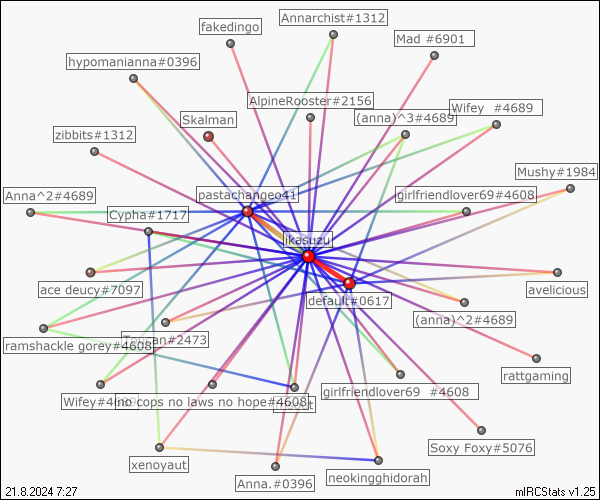 Annarchist#1312
fakedingo
Mad #6901
hypomanianna#0396
AlpineRooster#2156
Wifey  #4689
(anna)^3#4689
Skalman
zibbits#1312
Mushy#1984
Anna^2#4689
pastachangeo41
girlfriendlover69#4608
Cypha#1717
ikasuzu
ace deucy#7097
avelicious
default#0617
(anna)^2#4689
ramshackle gorey#4608
#2473
rattgaming
girlfriendlover69  #4608
Wifey#4
no cops no laws no hope#4608
Soxy Foxy#5076
xenoyaut
neokingghidorah
Anna.#0396
21.8.2024 7:27
mIRCStats v1.25